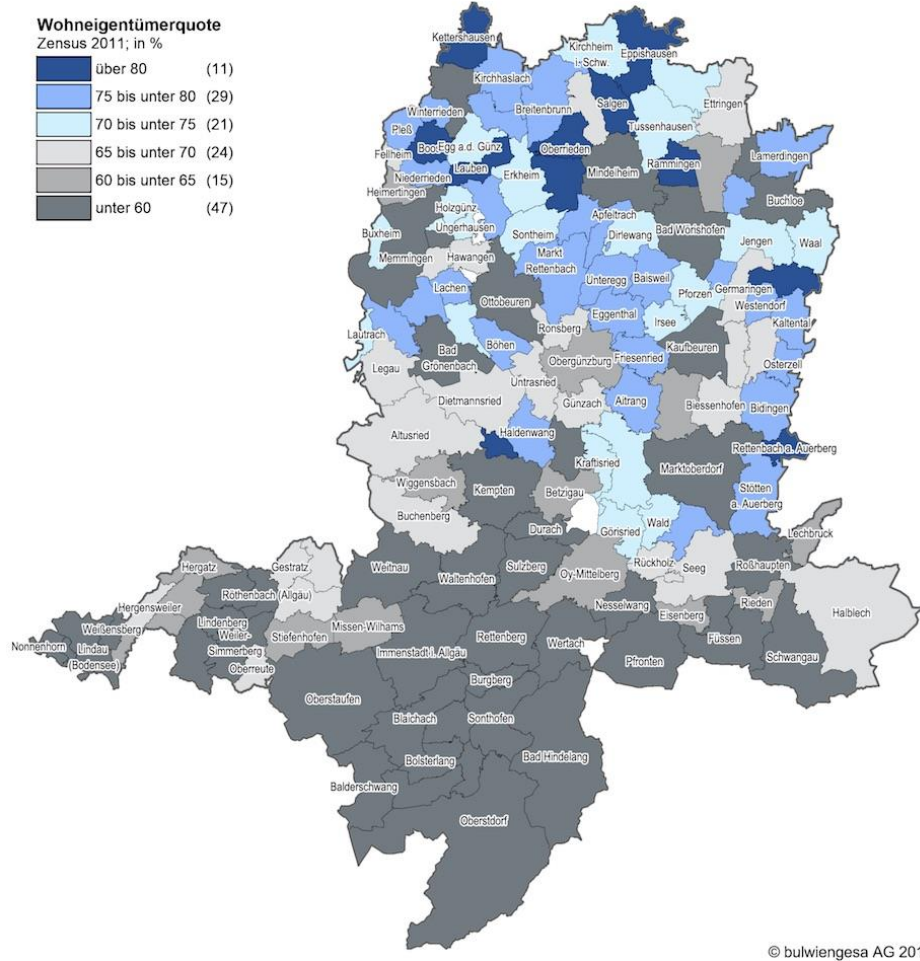 Wohneigentümerquote
Zensus 2011; in %
über 80 (11)
75 bis unter 80 (29)
70 bis unter 75 (21)
65 bis unter 70 (24)
60 bis unter 65 (15)
unter 60 (47)
Kettershausen
Kirchheim
i. Schw.
Eppishausen
Kirchhaslach
Breitenbrunn
Salgen
Ettringen
Winterrieden
Tussenhausen
Pleß
Boos
Egg a.d. Günz
Oberrieden
Fellheim
Lauben
Erkheim
Mindelheim
Rammingen
Lamerdingen
Niederrieden
Heimertingen
Buchloe
Holzgünz
Ungerhausen
Apfeltrach
Buxheim
Sontheim
Dirlewang
Bad Wörishofen
Jengen
Waal
Memmingen
Hawangen
Markt
Rettenbach
Lachen
Unteregg
Baisweil
Pforzen
Germaringen
Westendorf
Ottobeuren
Eggenthal
Irsee
Kaltental
Lautrach
Ronsberg
Böhen
Bad
Grönenbach
Obergünzburg
Friesenried
Kaufbeuren
Osterzell
Legau
Untrasried
Dietmannsried
Günzach
Aitrang
Biessenhofen
Bidingen
Altusried
Haldenwang
Rettenbach a. Auerberg
Kraftisried
Marktoberdorf
Wiggensbach
Kempten
Betzigau
Stötten
a. Auerberg
Buchenberg
Durach
Görisried
Wald
Lechbruck
Hergatz
Gestratz
Weitnau
Waltenhofen
Sulzberg
Oy-Mittelberg
Rückholz
Seeg
Roßhaupten
Röthenbach (Allgäu)
Hergensweiler
Nesselwang
Eisenberg
Rieden
Halblech
Weißensberg
Lindenberg
Missen-Wilhams
Nonnenhorn
Lindau
(Bodensee)
Weiler-
Simmerberg
Stiefenhofen
Rettenberg
Wertach
Füssen
Immenstadt i. Allgäu
Pfronten
Schwangau
Oberreute
Oberstaufen
Burgberg
Blaichach
Sonthofen
Bad Hindelang
Bolsterlang
Balderschwang
Oberstdorf
© bulwiengesa AG 201